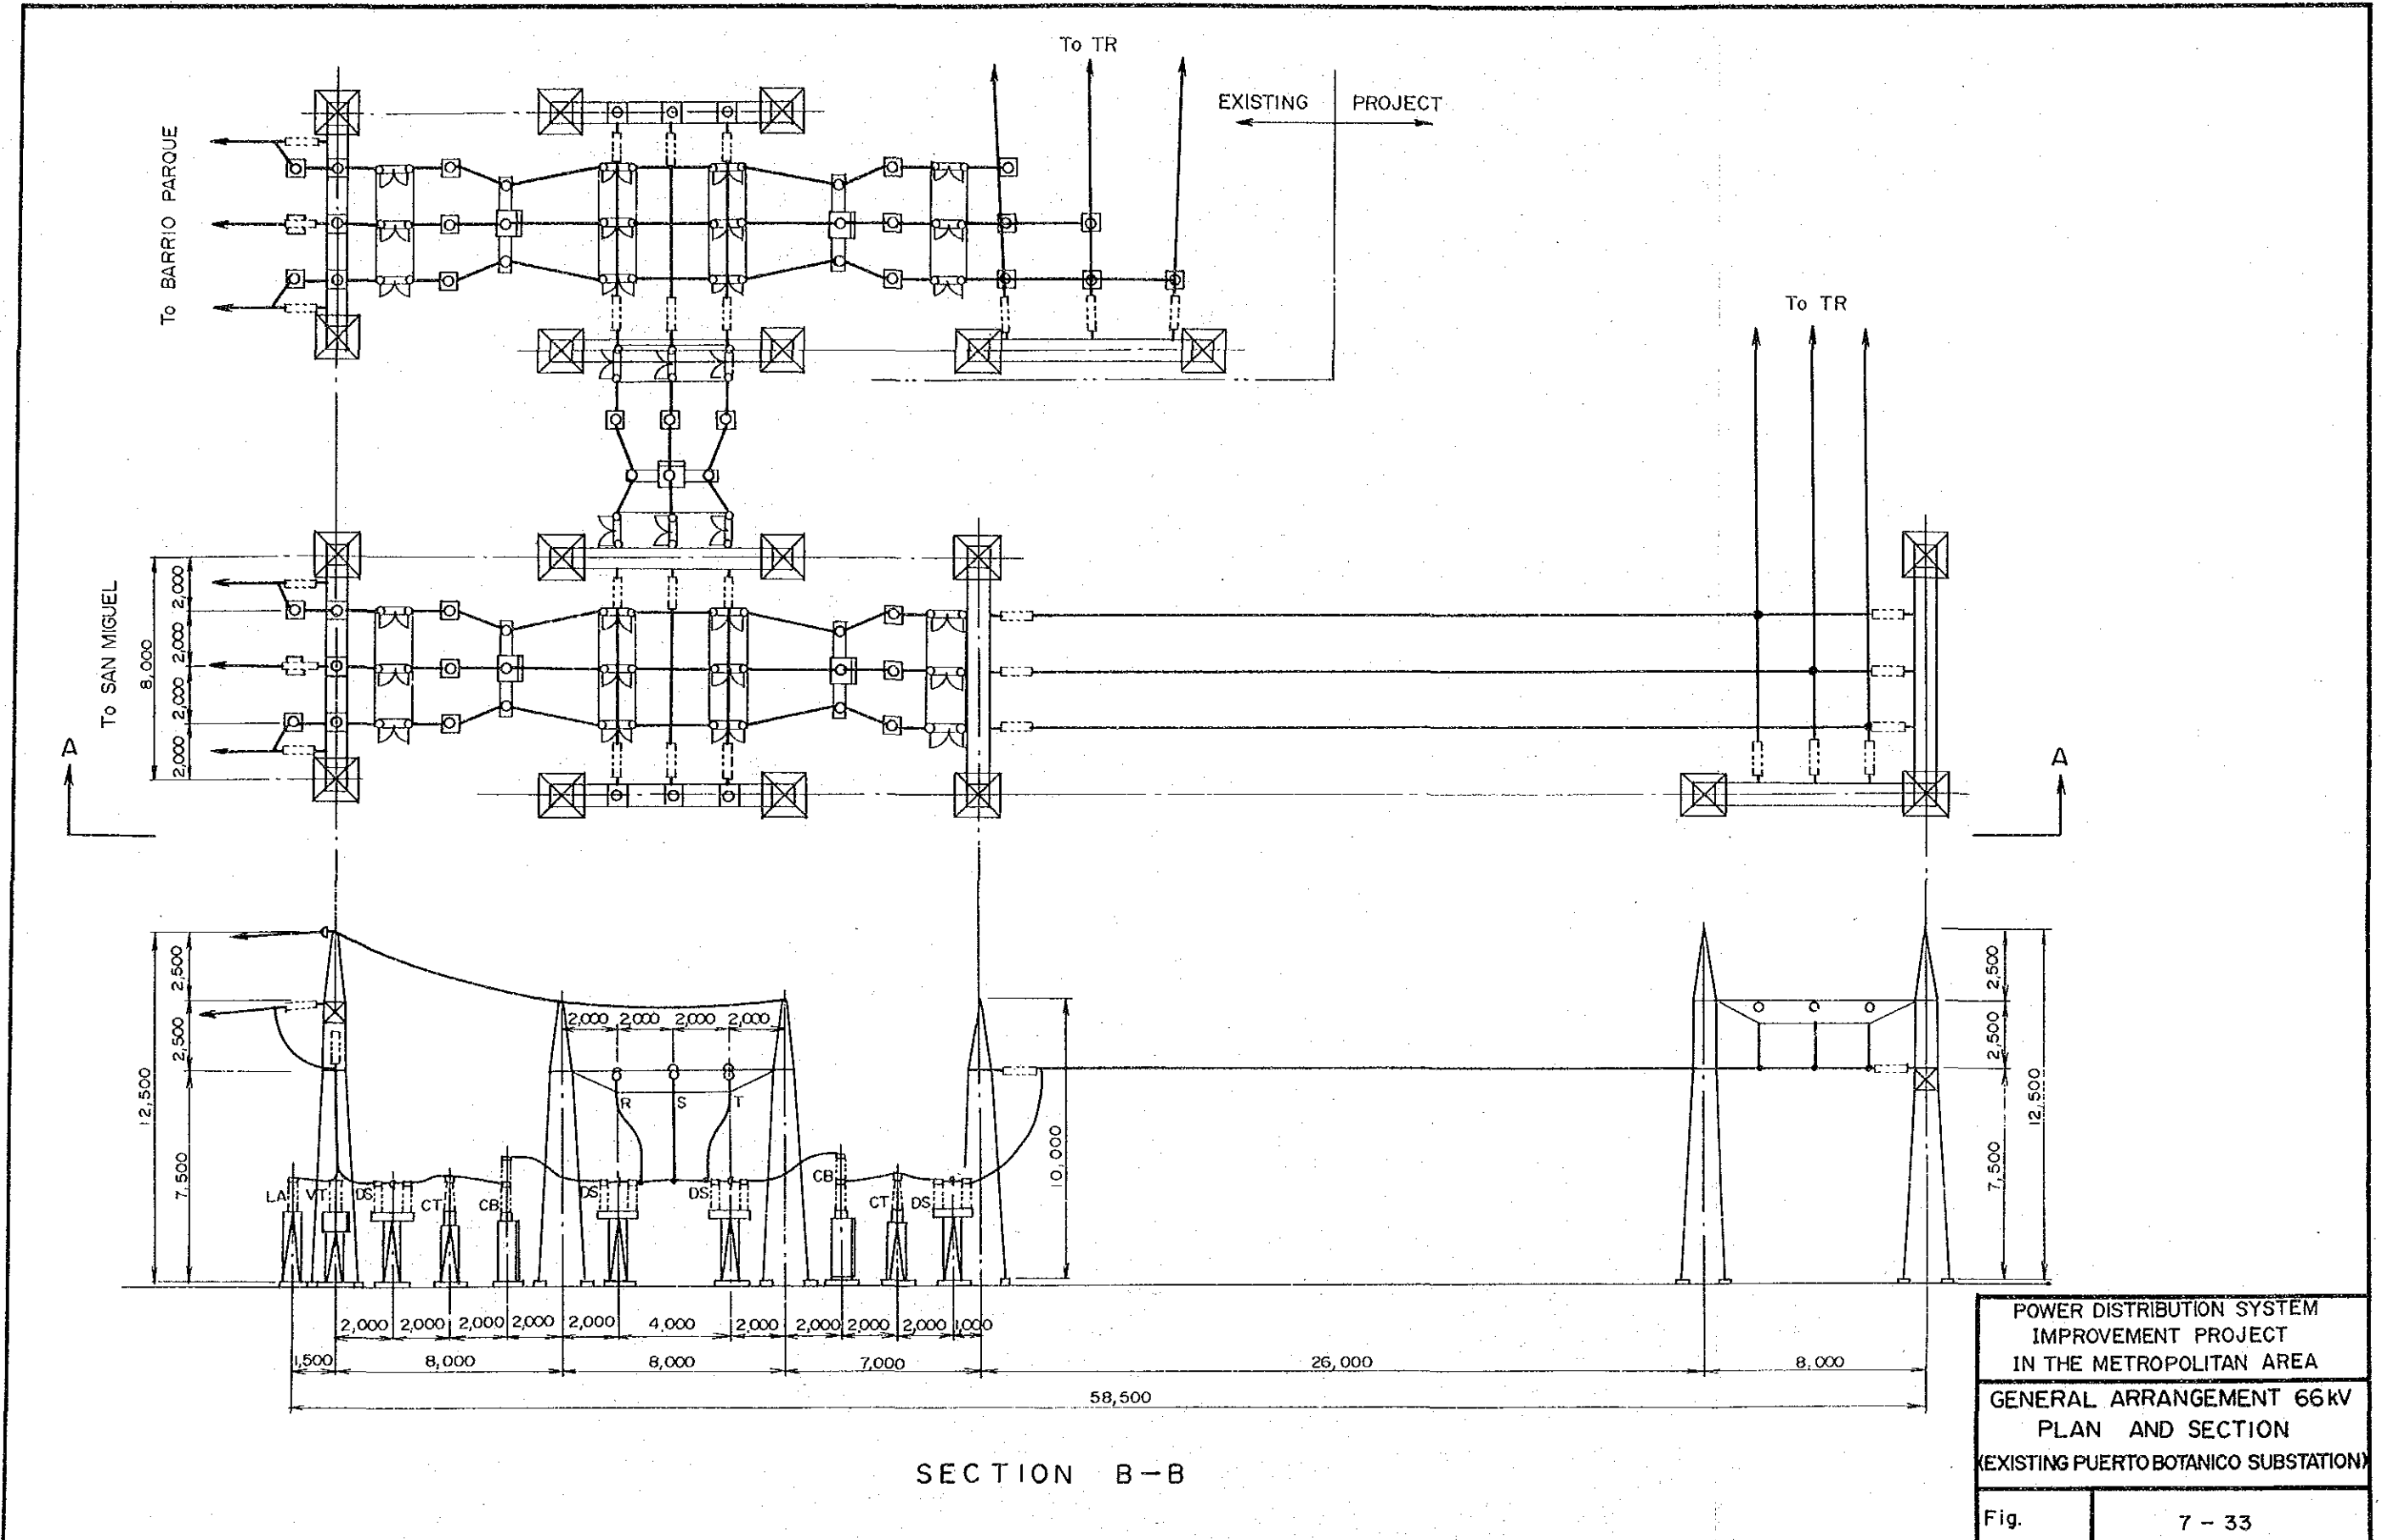 To TR
EXISTING
PROJECT
To BARRIO PARQUE
To TR
To SAN MIGUEL
8,000
2,000
2,000
2,000
2,000
A
A
12,500
2,500
2,500
7,500
2,000
2,000
2,000
2,000
R
S
T
LA
VT
DS
CT
CB
DS
DS
CB
CT
DS
10,000
2,500
2,500
7,500
12,500
2,000
2,000
2,000
2,000
2,000
4,000
2,000
2,000
2,000
2,000
1,000
1,500
8,000
8,000
7,000
26,000
8,000
58,500
SECTION B-B
POWER DISTRIBUTION SYSTEM
IMPROVEMENT PROJECT
IN THE METROPOLITAN AREA
GENERAL ARRANGEMENT 66kV
PLAN AND SECTION
(EXISTING PUERTO BOTANICO SUBSTATION)
Fig.
7-33